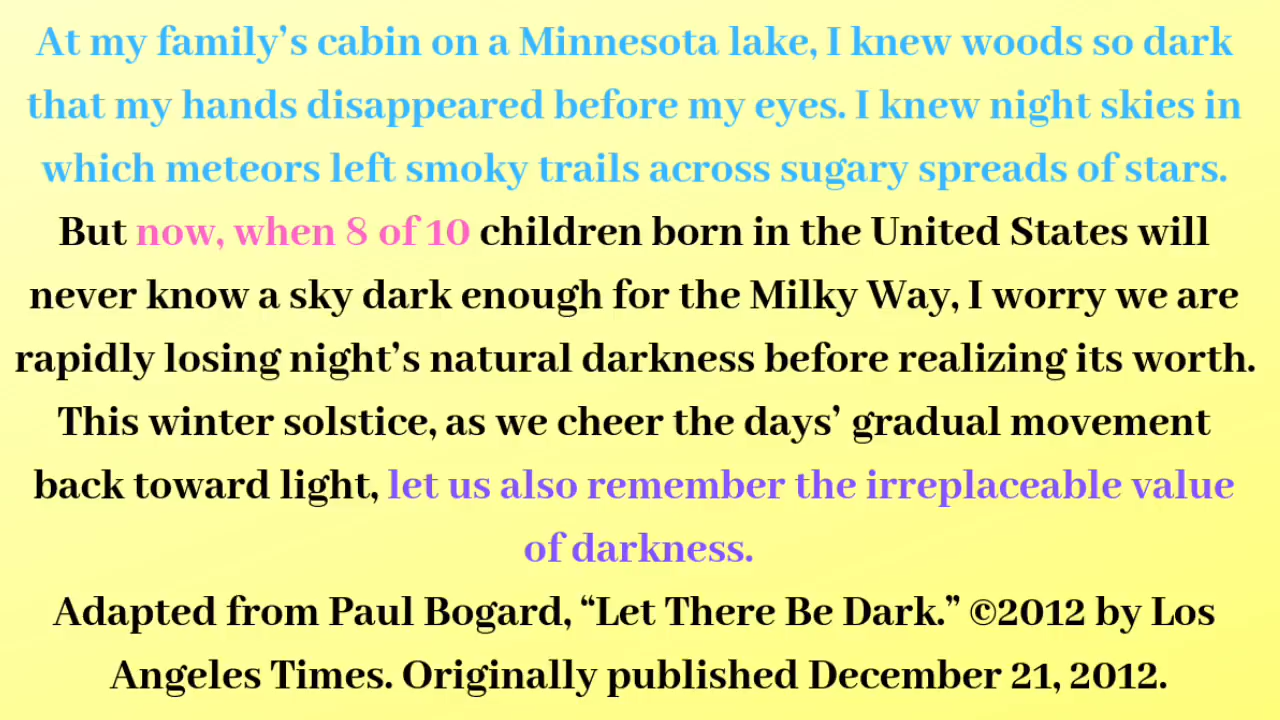 At my family’s cabin on a Minnesota lake, I knew woods so dark
that my hands disappeared before my eyes. I knew night skies in
which meteors left smoky trails across sugary spreads of stars.
But now, when 8 of 10 children born in the United States will
never know a sky dark enough for the Milky Way, I worry we are
rapidly losing night’s natural darkness before realizing its worth.
This winter solstice, as we cheer the days’ gradual movement
back toward light, let us also remember the irreplaceable value
of darkness.
Adapted from Paul Bogard, “Let There Be Dark.” ©2012 by Los
Angeles Times. Originally published December 21, 2012.